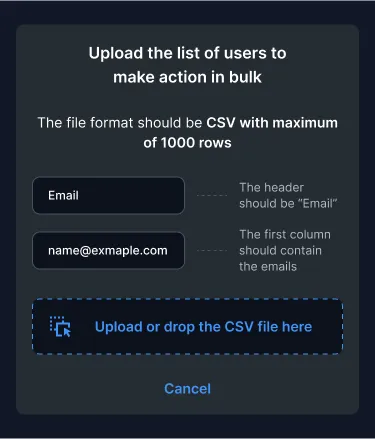 Upload the list of users to
make action in bulk
The file format should be CSV with maximum
of 1000 rows
Email
The header
should be "Email"
name@exmaple.com
The first column
should contain
the emails
Upload or drop the CSV file here
Cancel